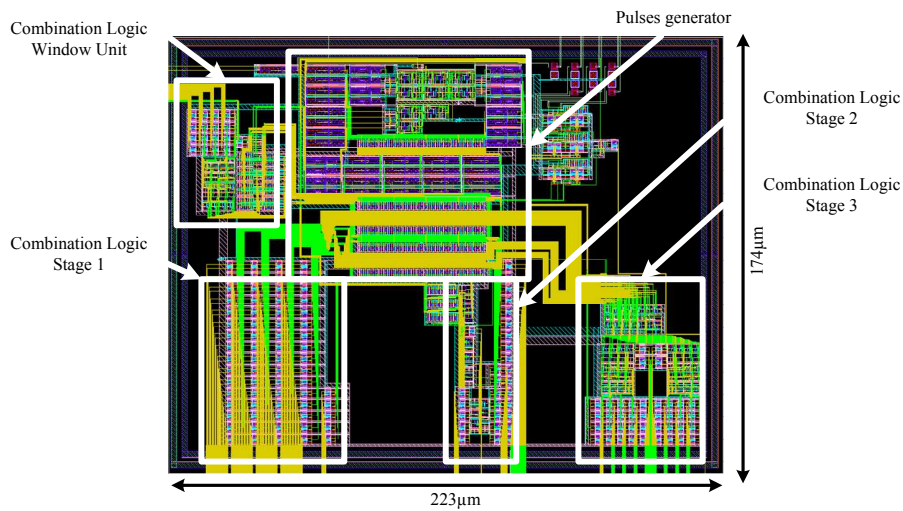 Combination Logic
Window Unit
Pulses generator
Combination Logic
Stage 2
Combination Logic
Stage 3
Combination Logic
Stage 1
174µm
223µm